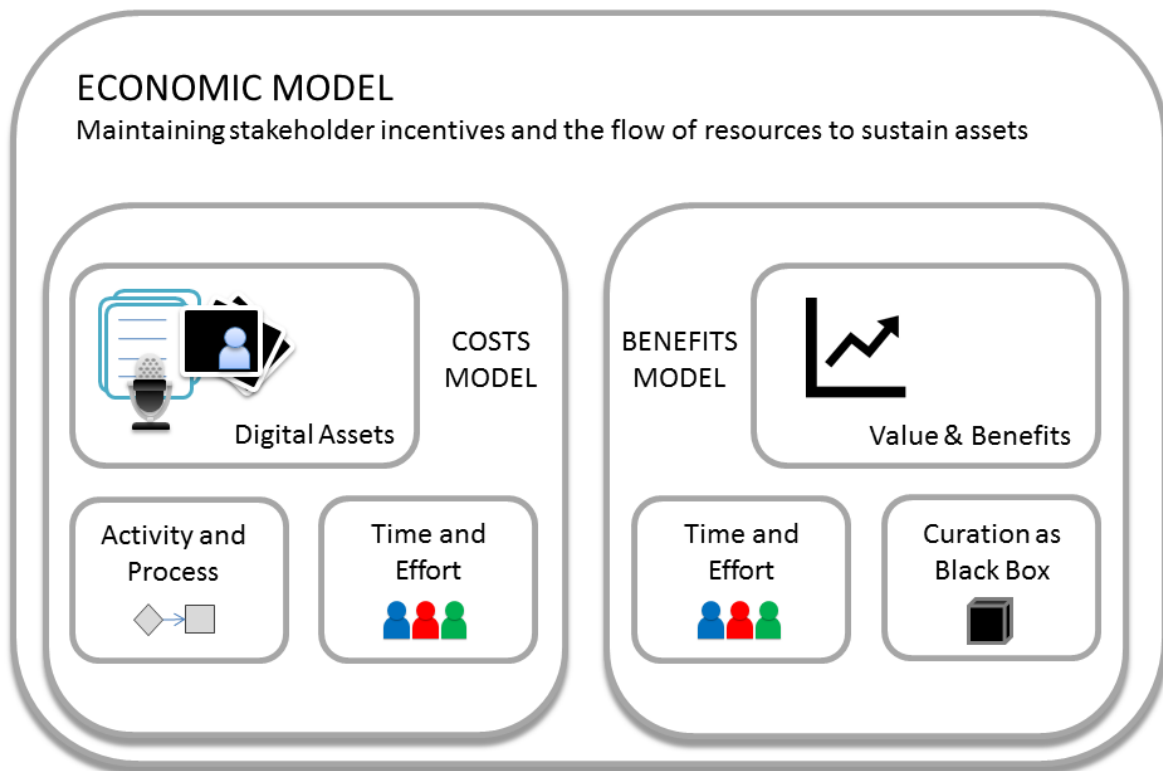 ECONOMIC MODEL
Maintaining stakeholder incentives and the flow of resources to sustain assets
Digital Assets
COSTS
MODEL
Activity and
Process
Time and
Effort
BENEFITS
MODEL
Value & Benefits
Time and
Effort
Curation as
Black Box